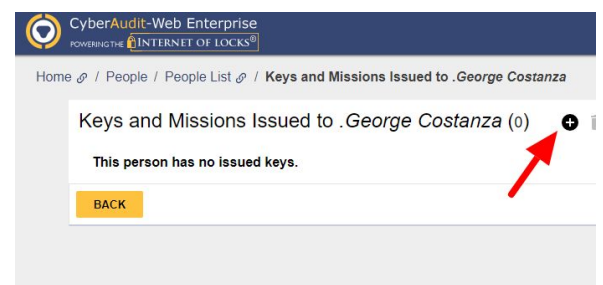 CyberAudit-Web Enterprise
POWERING THE INTERNET OF LOCKS®
Home / People / People List / Keys and Missions Issued to .George Costanza
Keys and Missions Issued to .George Costanza (0)
This person has no issued keys.
BACK